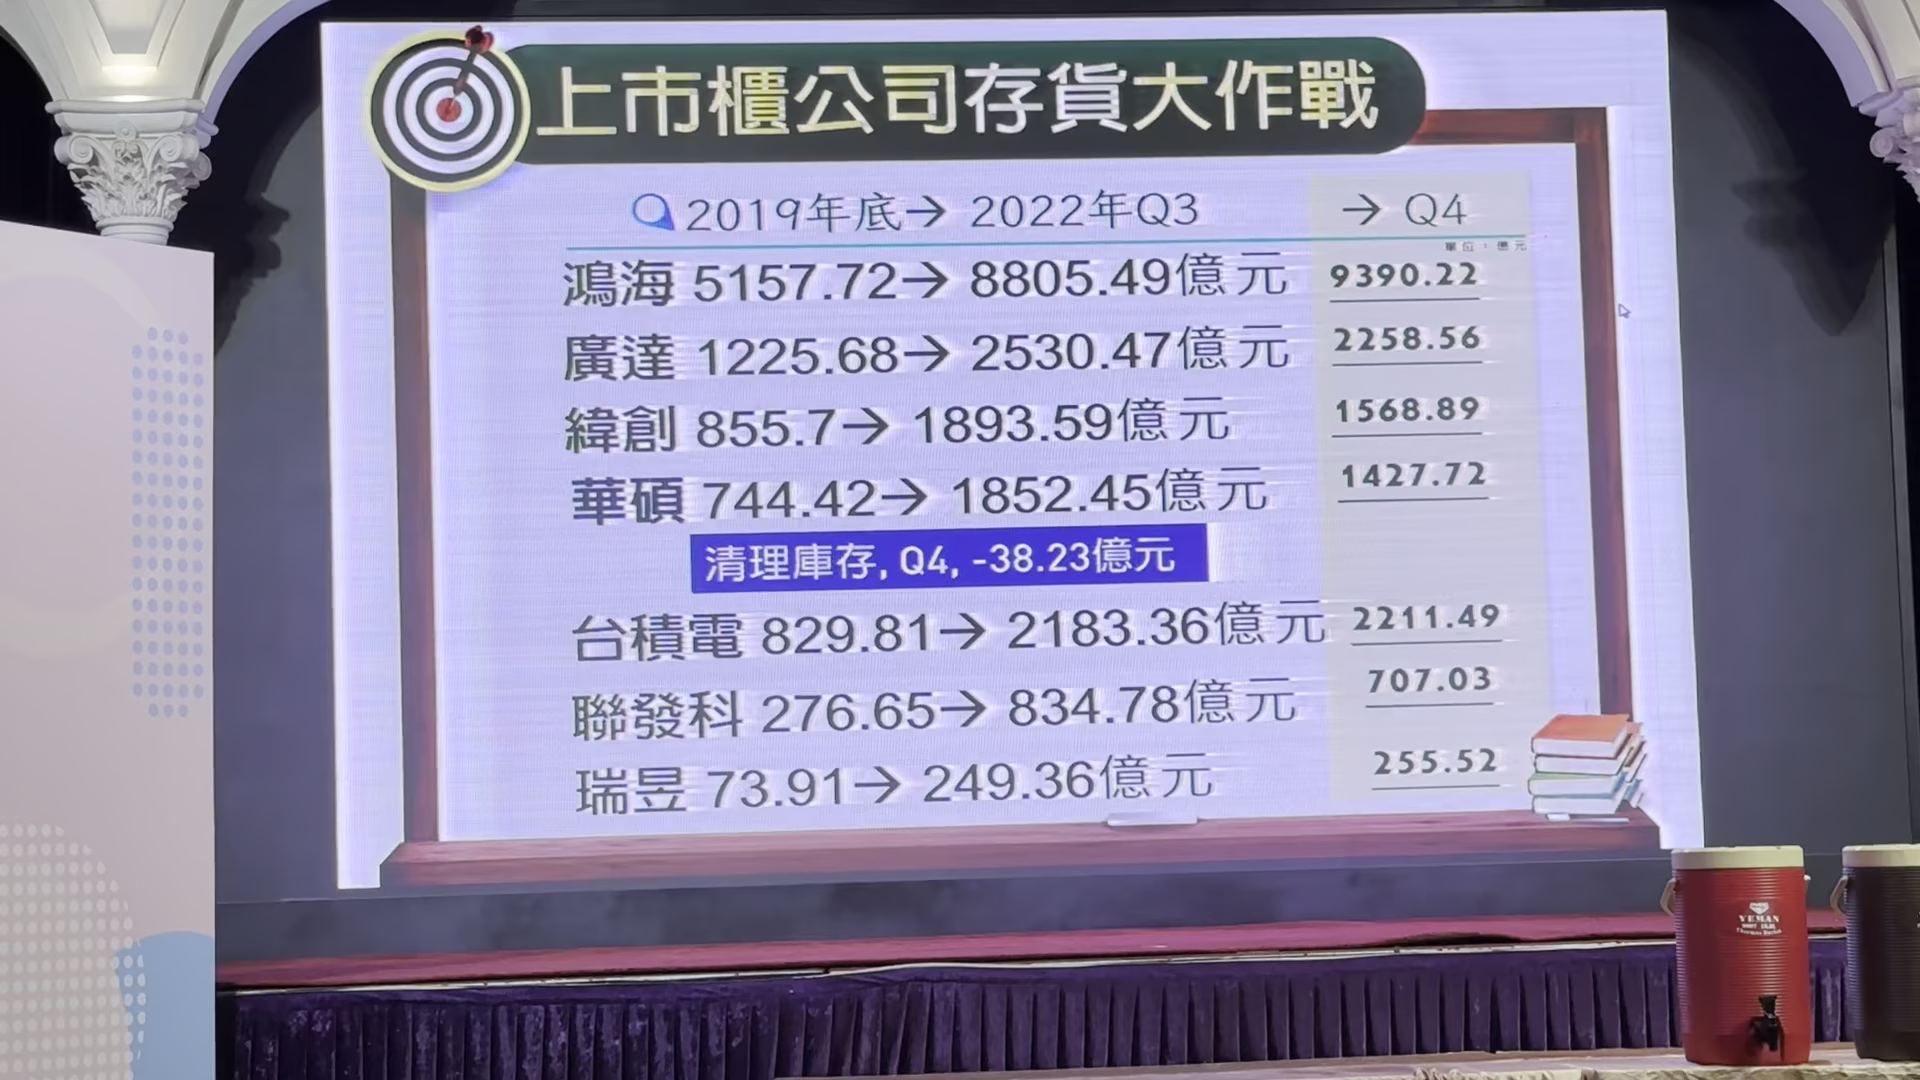 上市櫃公司存貨大作戰
2019年底→ 2022年Q3 → Q4
單位：億元
鴻海 5157.72→ 8805.49億元 9390.22
廣達 1225.68→ 2530.47億元 2258.56
緯創 855.7→ 1893.59億元 1568.89
華碩 744.42→ 1852.45億元 1427.72
清理庫存, Q4, -38.23億元
台積電 829.81→ 2183.36億元 2211.49
聯發科 276.65→ 834.78億元 707.03
瑞昱 73.91→ 249.36億元 255.52
YEMAN